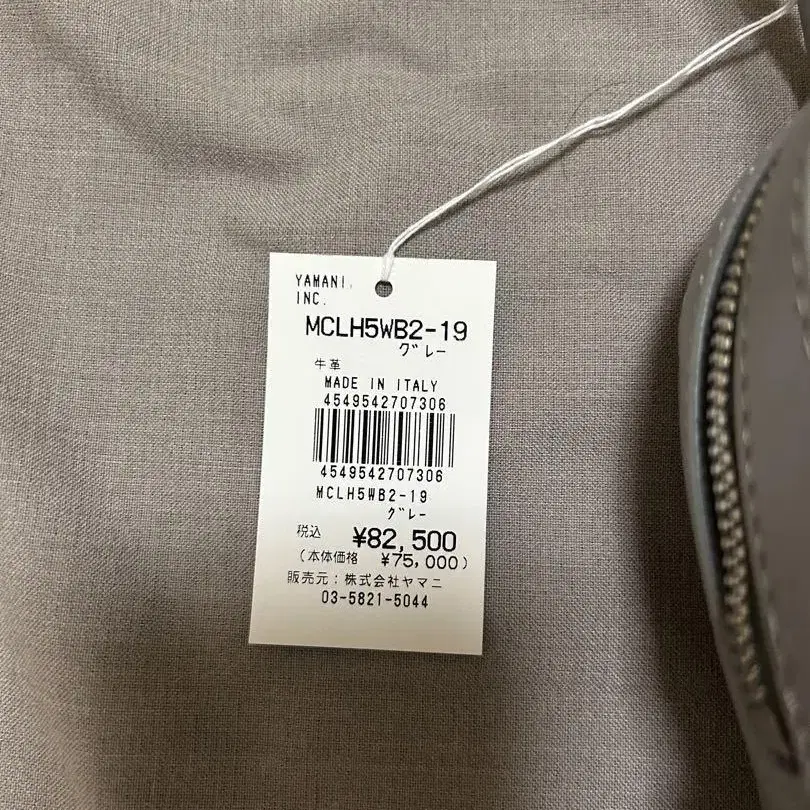 YAMANI.
INC.
MCLH5WB2-19
グレー
牛革
MADE IN ITALY
4549542707306
4549542707306
MCLH5WB2-19
グレー
税込 ¥82,500
(本体価格 ¥75,000)
販売元:株式会社ヤマニ
03-5821-5044